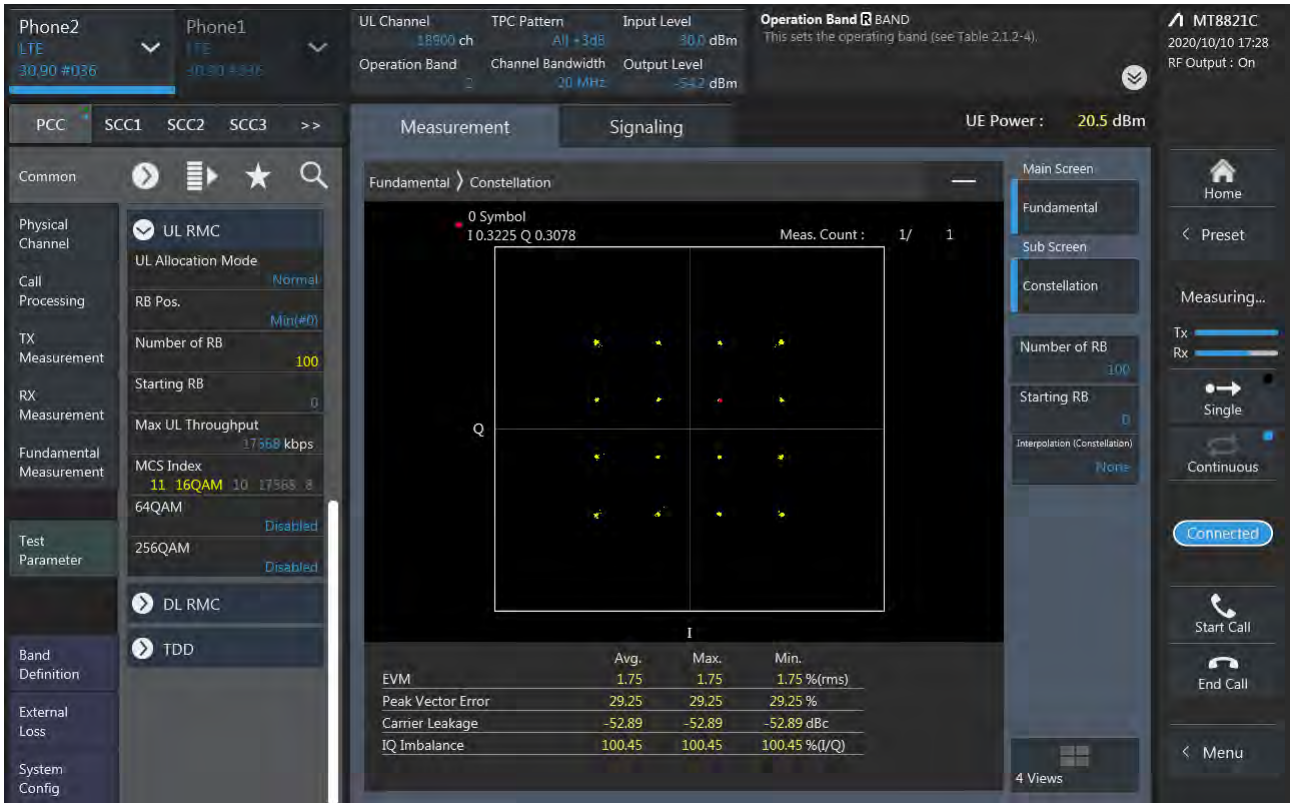 Phone2
LTE
30.90 #036
Phone1
LTE
30.90 #036
UL Channel
18900 ch
TPC Pattern
All +3dB
Input Level
30.0 dBm
Operation Band
2
Channel Bandwidth
20 MHz
Output Level
-54.2 dBm
Operation Band R BAND
This sets the operating band (see Table 2.1.2-4).
MT8821C
2020/10/10 17:28
RF Output : On
PCC SCC1 SCC2 SCC3 >>
Measurement
Signaling
UE Power : 20.5 dBm
Common
Physical
Channel
Call
Processing
TX
Measurement
RX
Measurement
Fundamental
Measurement
Test
Parameter
Band
Definition
External
Loss
System
Config
UL RMC
UL Allocation Mode
Normal
RB Pos.
Min(#0)
Number of RB
100
Starting RB
0
Max UL Throughput
17568 kbps
MCS Index
11 16QAM 10 17568 8
64QAM
Disabled
256QAM
Disabled
DL RMC
TDD
Fundamental 〉 Constellation
0 Symbol
I 0.3225 Q 0.3078
Meas. Count : 1/ 1
Q
I
Avg. Max. Min.
EVM 1.75 1.75 1.75 %(rms)
Peak Vector Error 29.25 29.25 29.25 %
Carrier Leakage -52.89 -52.89 -52.89 dBc
IQ Imbalance 100.45 100.45 100.45 %(I/Q)
Main Screen
Fundamental
Sub Screen
Constellation
Number of RB
100
Starting RB
0
Interpolation (Constellation)
None
4 Views
Home
< Preset
Measuring...
Tx
Rx
Single
Continuous
Connected
Start Call
End Call
< Menu